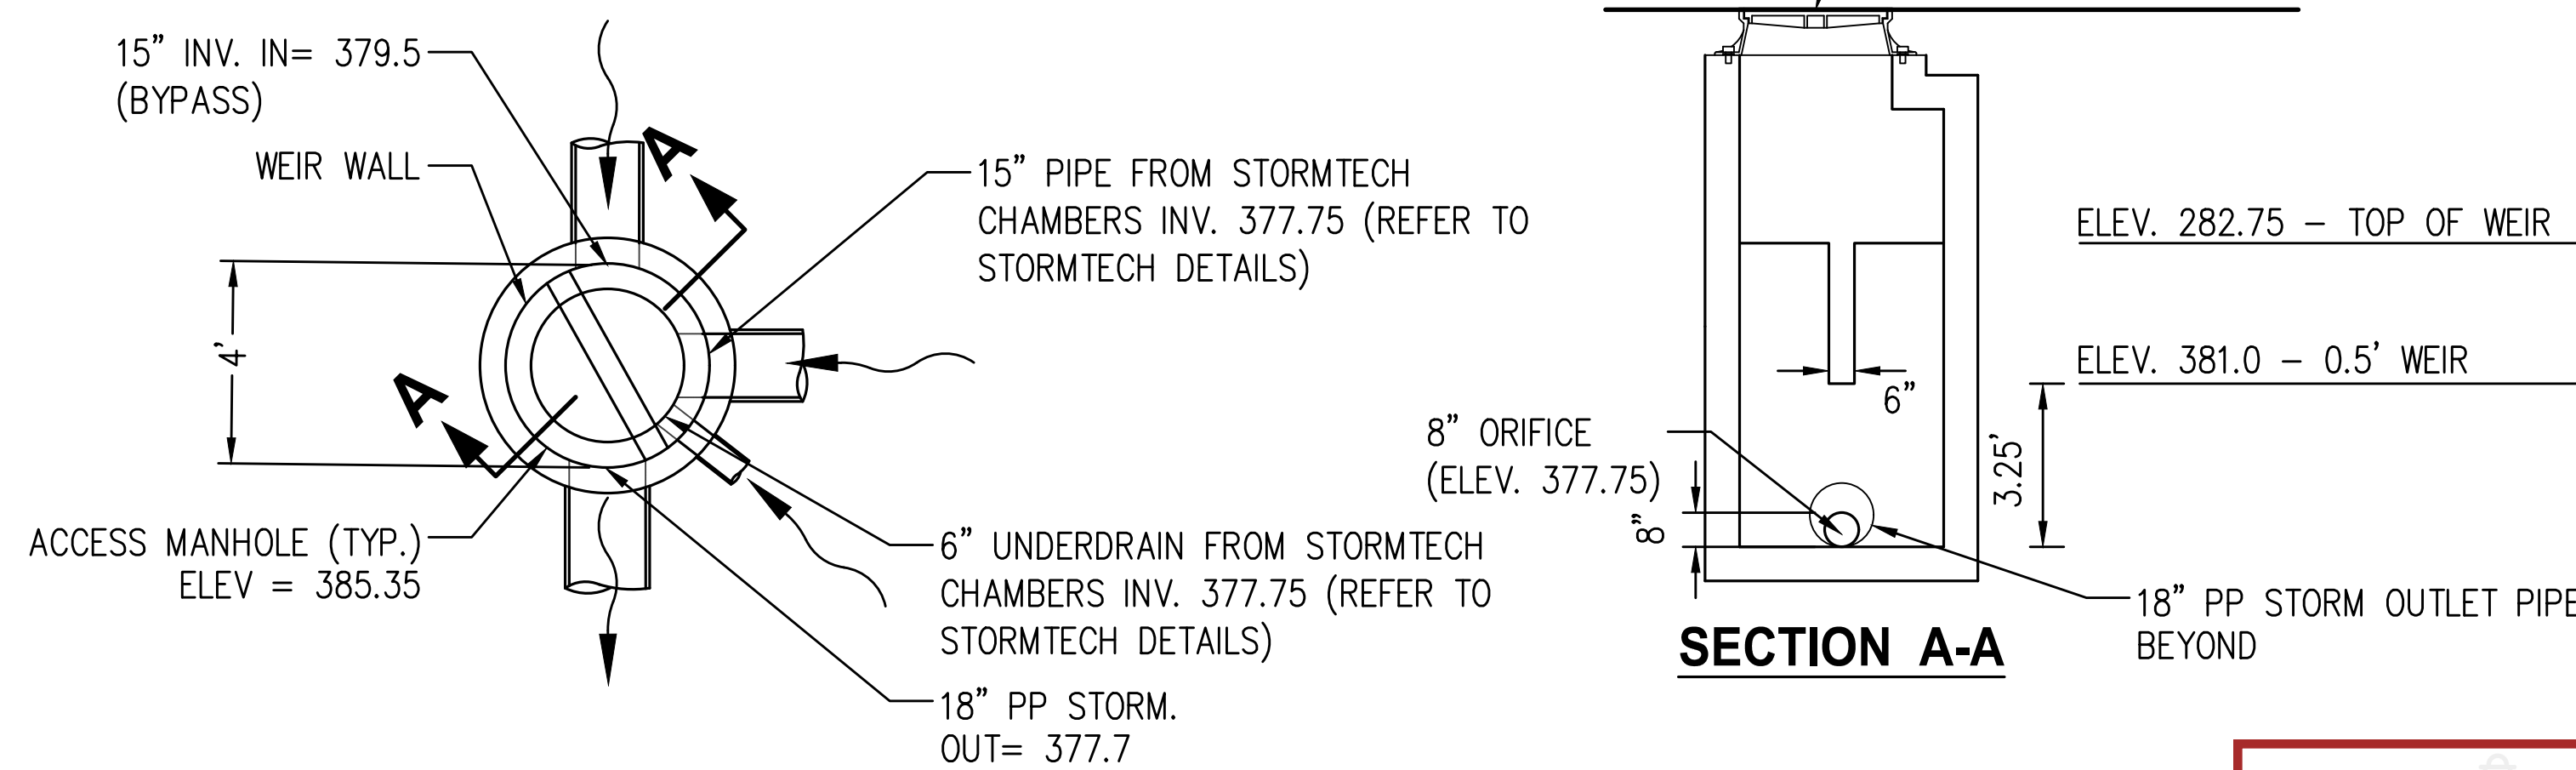 15” INV. IN= 379.5
(BYPASS)
WEIR WALL
A
15” PIPE FROM STORMTECH
CHAMBERS INV. 377.75 (REFER TO
STORMTECH DETAILS)
4'
A
ACCESS MANHOLE (TYP.)
ELEV = 385.35
6” UNDERDRAIN FROM STORMTECH
CHAMBERS INV. 377.75 (REFER TO
STORMTECH DETAILS)
18” PP STORM.
OUT= 377.7
ELEV. 282.75 – TOP OF WEIR
ELEV. 381.0 – 0.5' WEIR
6”
8” ORIFICE
(ELEV. 377.75)
8”
3.25'
18” PP STORM OUTLET PIPE
BEYOND
SECTION A-A